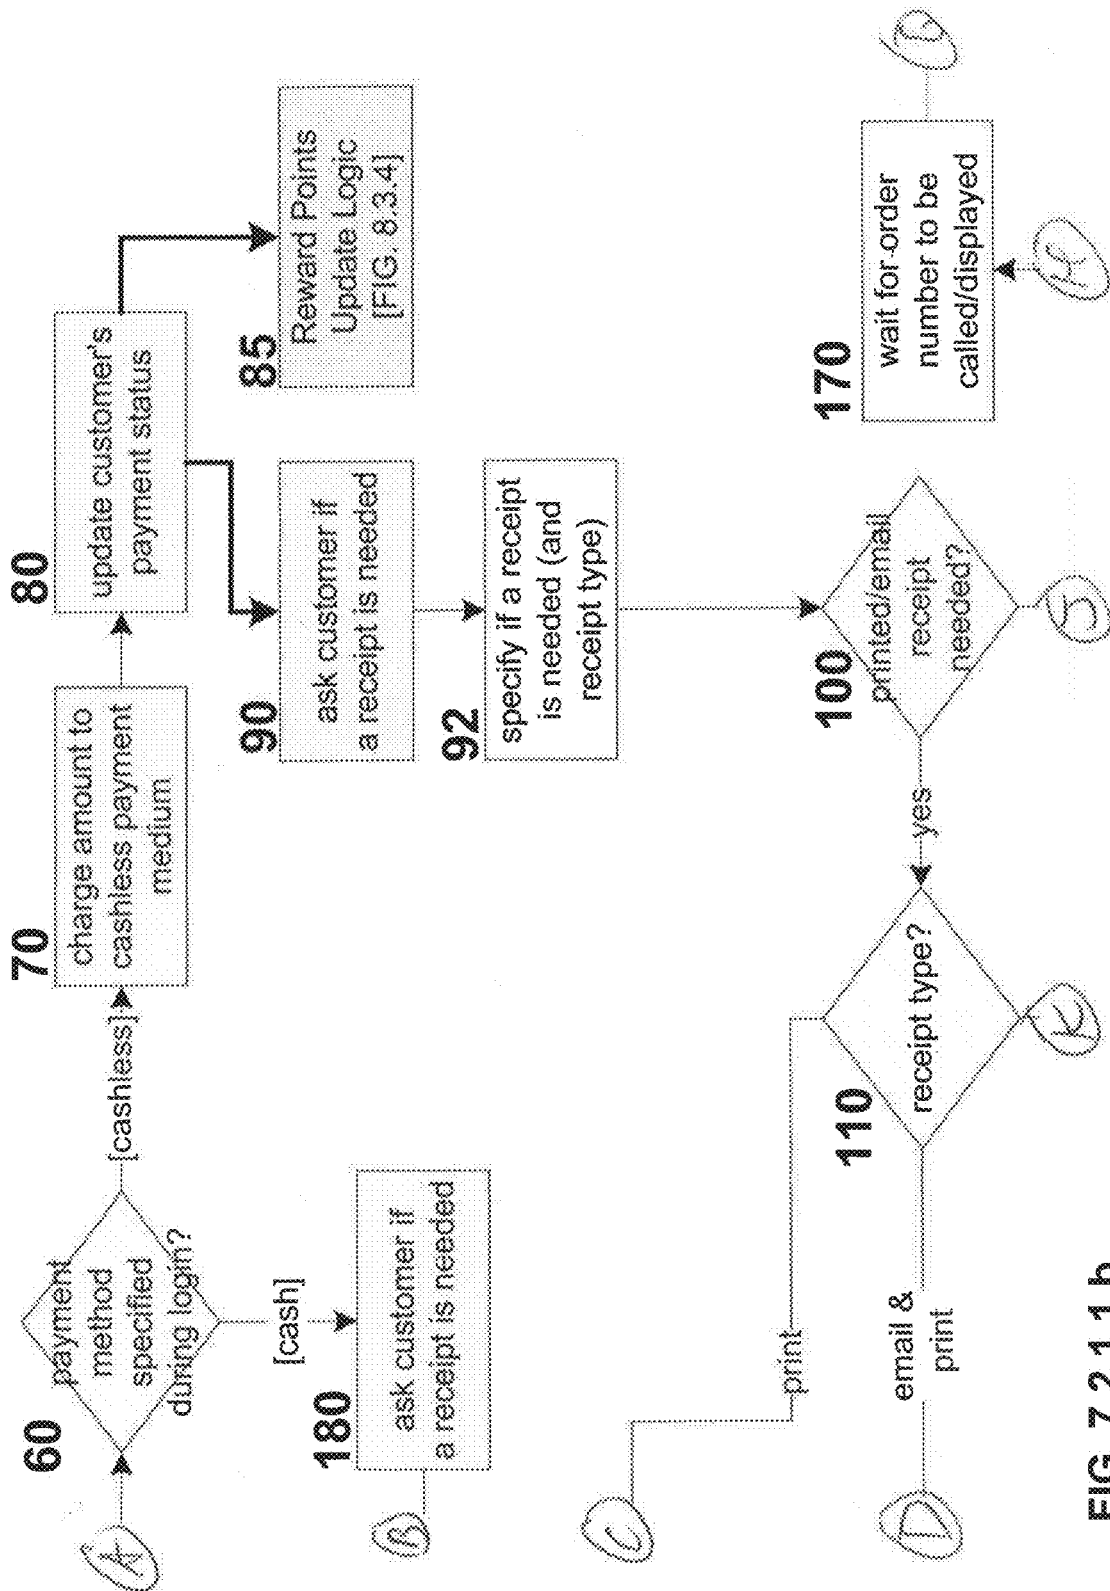 A
60
payment
method
specified
during login?
[cashless]
70
charge amount to
cashless payment
medium
80
update customer's
payment status
85
Reward Points
Update Logic
[FIG. 8.3.4]
[cash]
180
ask customer if
a receipt is needed
B
90
ask customer if
a receipt is needed
92
specify if a receipt
is needed (and
receipt type)
100
printed/email
receipt
needed?
yes
110
receipt type?
print
C
email &
print
D
K
J
170
wait for order
number to be
called/displayed
FIG. 7.2.1.1.b